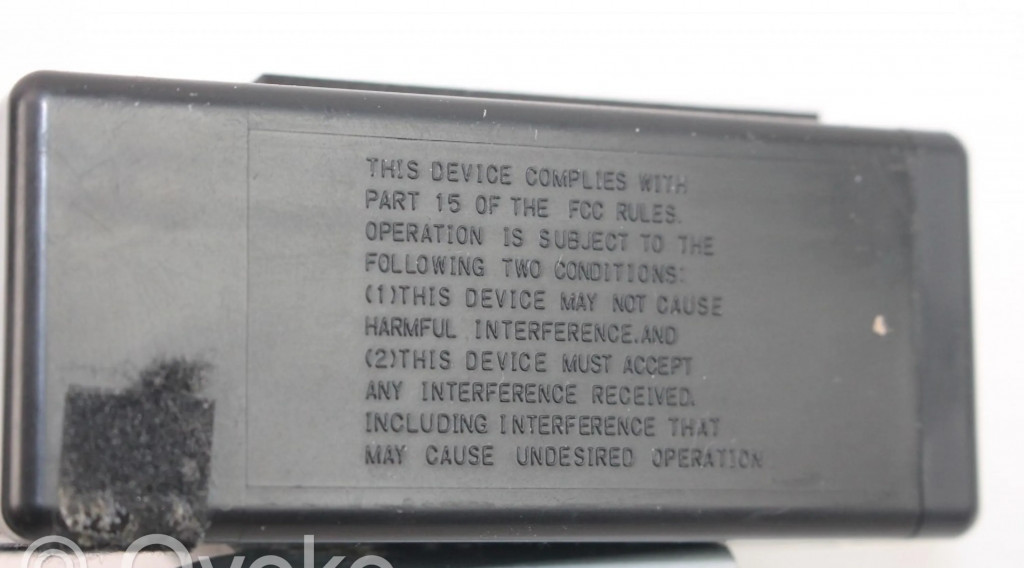 THIS DEVICE COMPLIES WITH
PART 15 OF THE FCC RULES.
OPERATION IS SUBJECT TO THE
FOLLOWING TWO CONDITIONS:
(1)THIS DEVICE MAY NOT CAUSE
HARMFUL INTERFERENCE.AND
(2)THIS DEVICE MUST ACCEPT
ANY INTERFERENCE RECEIVED.
INCLUDING INTERFERENCE THAT
MAY CAUSE UNDESIRED OPERATION